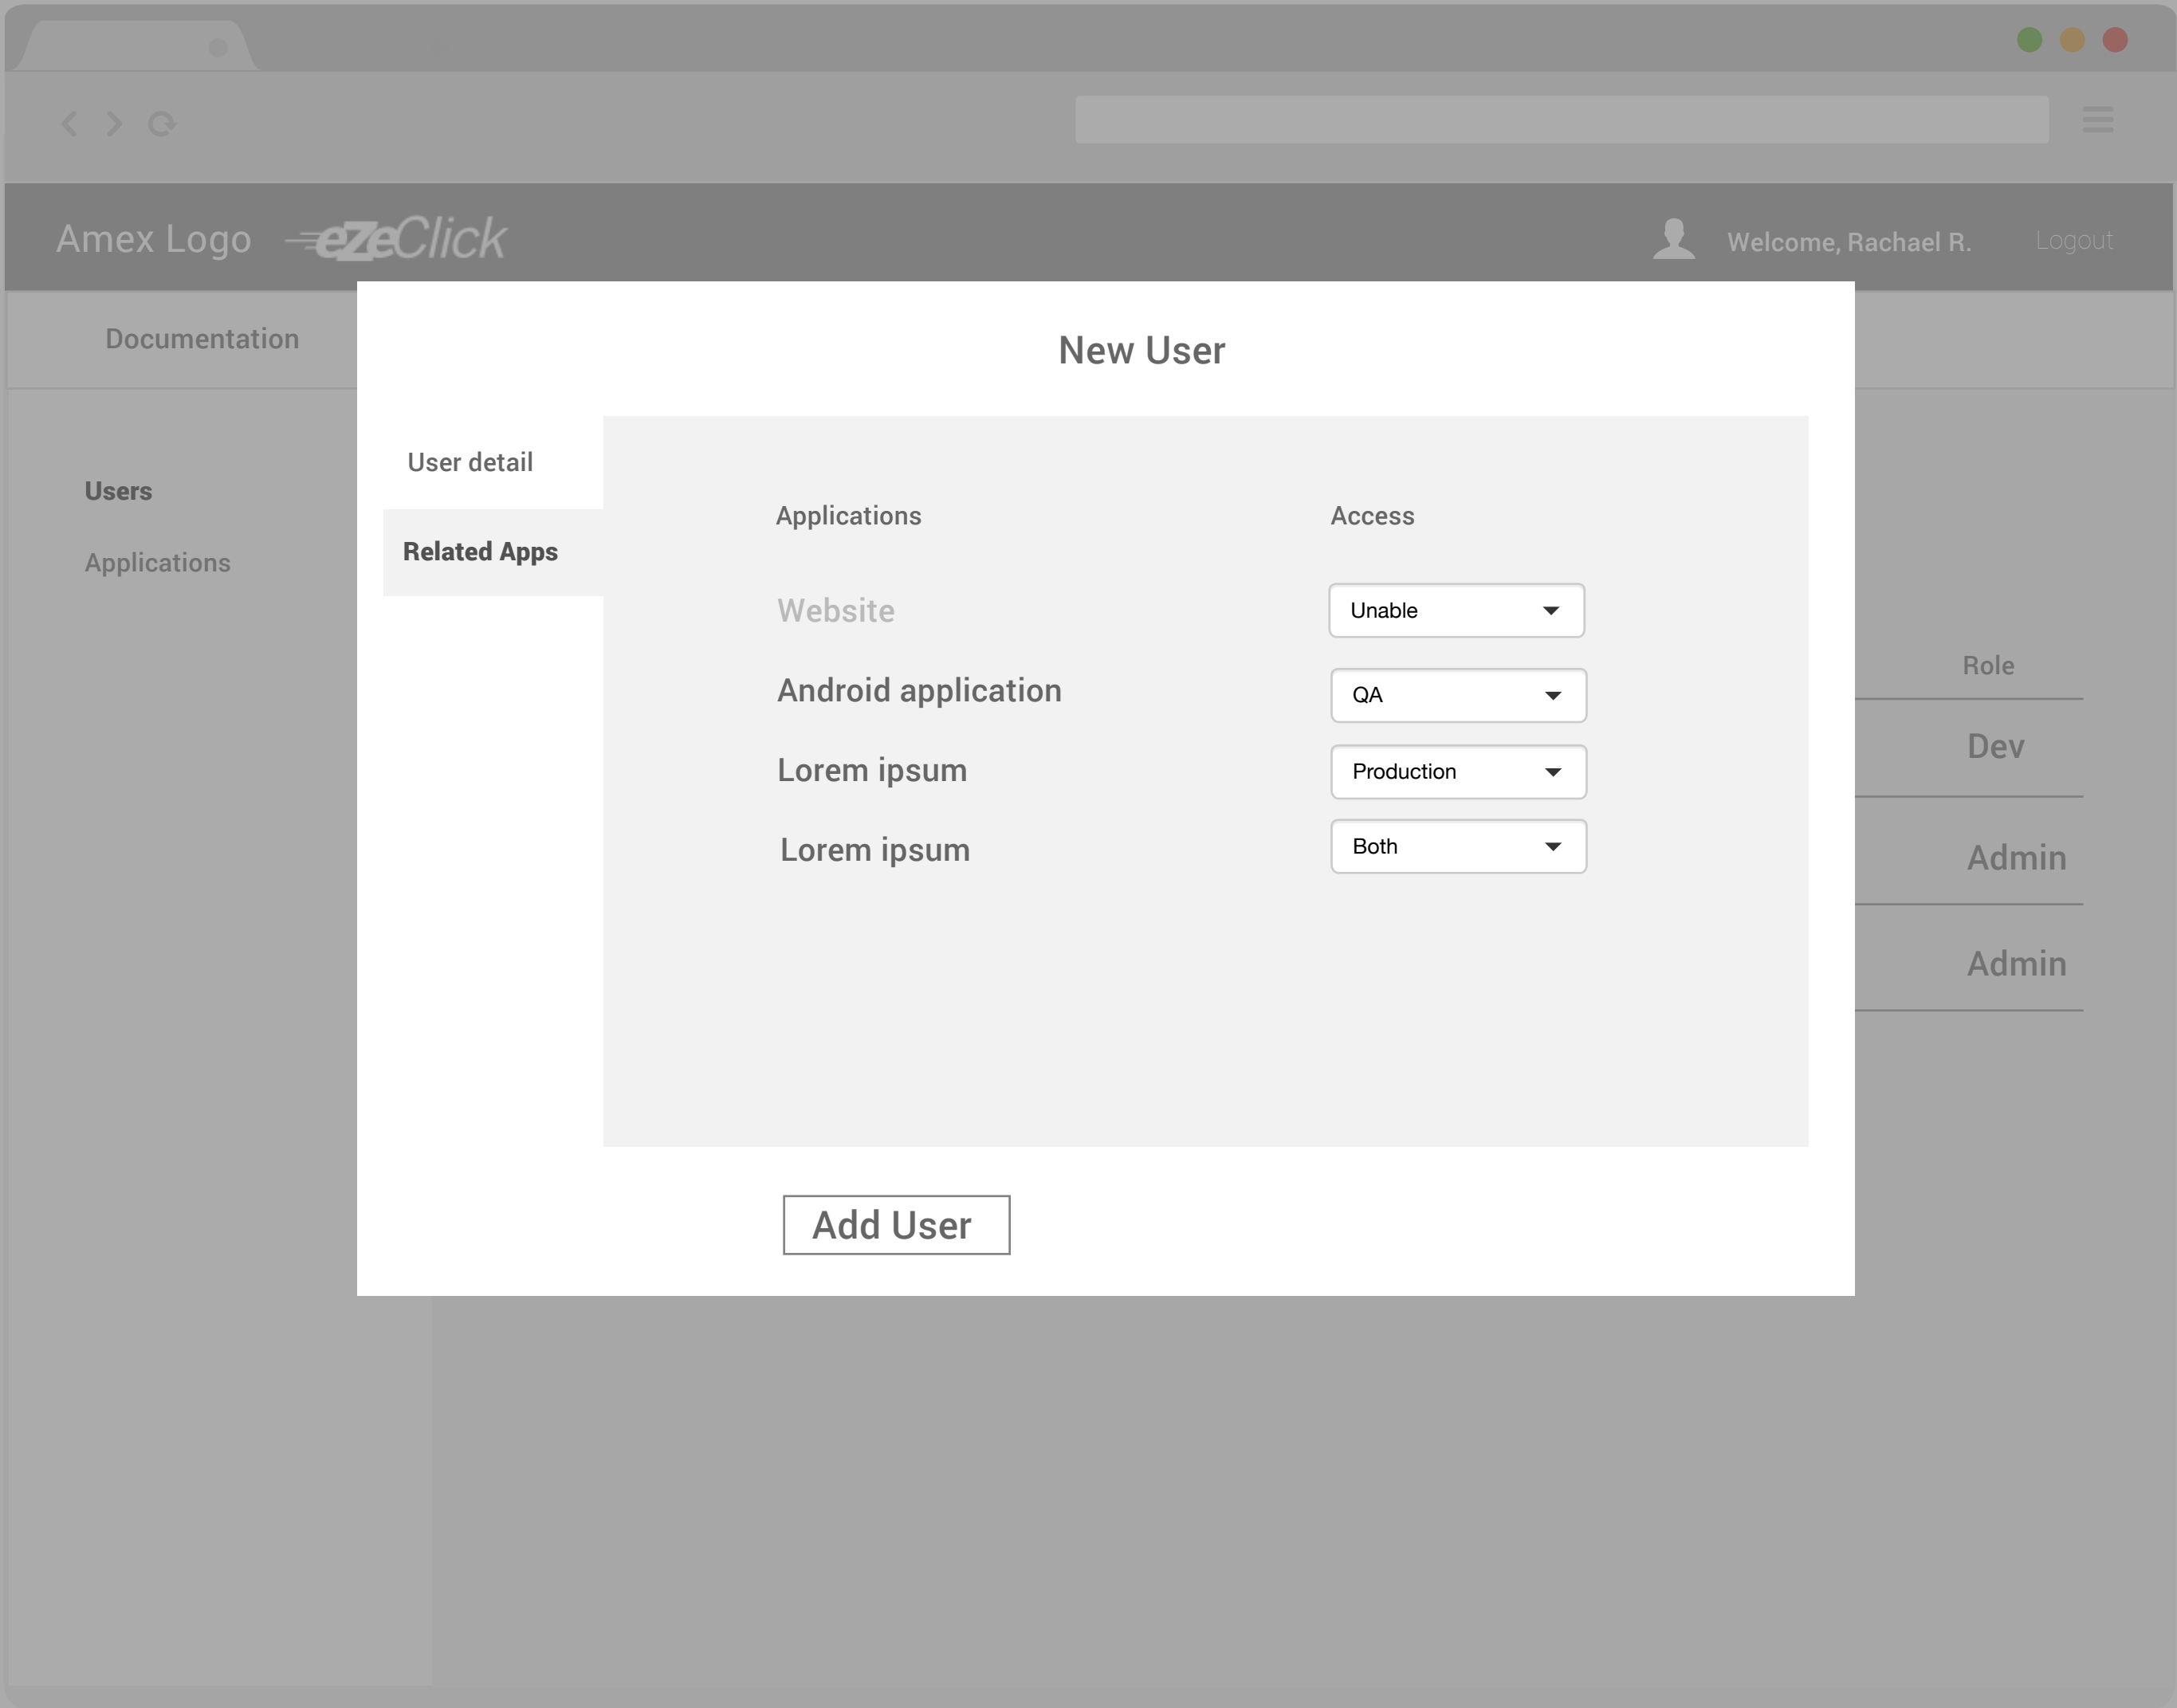 Amex Logo
ezeClick
Welcome, Rachael R.
Logout
Documentation
New User
Users
Applications
User detail
Related Apps
Applications
Access
Website
Unable
Android application
QA
Lorem ipsum
Production
Lorem ipsum
Both
Add User
Role
Dev
Admin
Admin